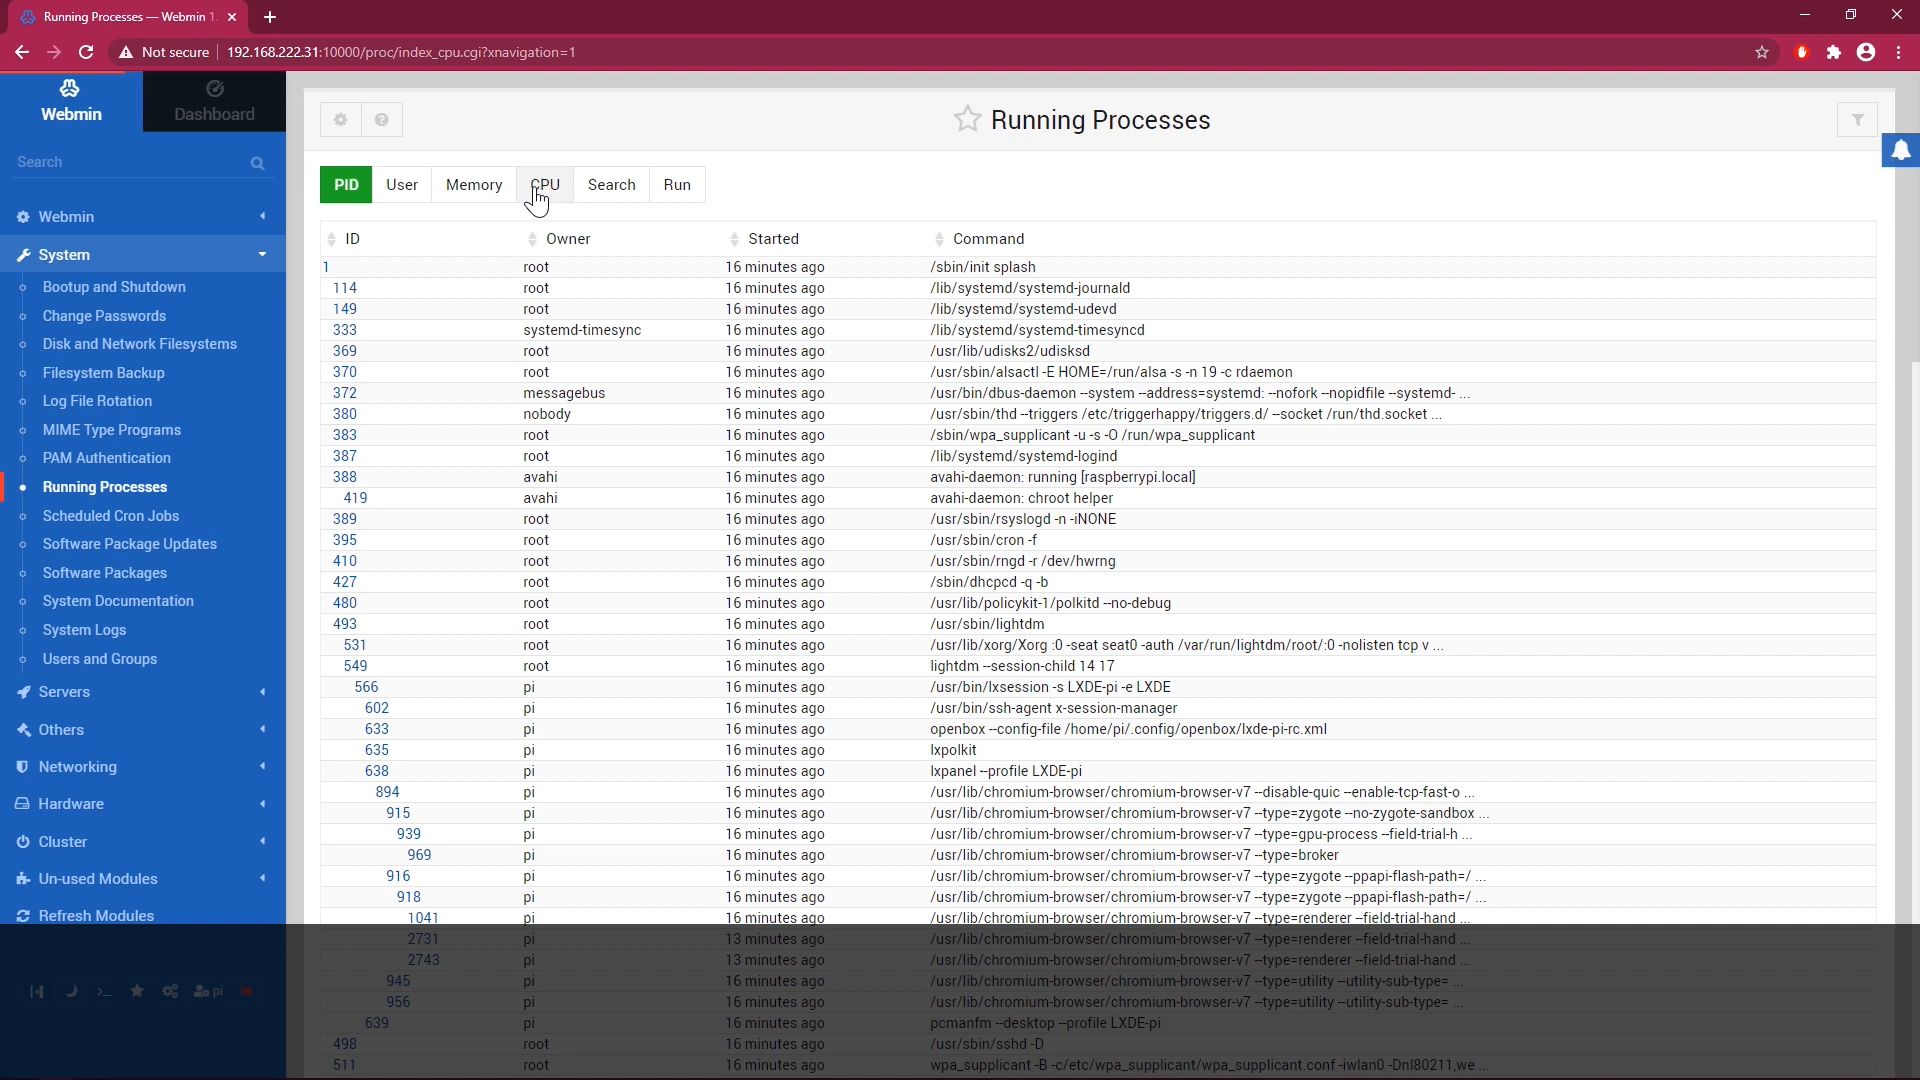 Running Processes — Webmin 1.
Not secure
192.168.222.31:10000/proc/index_cpu.cgi?xnavigation=1
Webmin
Dashboard
Search
Webmin
System
Bootup and Shutdown
Change Passwords
Disk and Network Filesystems
Filesystem Backup
Log File Rotation
MIME Type Programs
PAM Authentication
Running Processes
Scheduled Cron Jobs
Software Package Updates
Software Packages
System Documentation
System Logs
Users and Groups
Servers
Others
Networking
Hardware
Cluster
Un-used Modules
Refresh Modules
pi
Running Processes
PID User Memory CPU Search Run
ID Owner Started Command
1 root 16 minutes ago /sbin/init splash
114 root 16 minutes ago /lib/systemd/systemd-journald
149 root 16 minutes ago /lib/systemd/systemd-udevd
333 systemd-timesync 16 minutes ago /lib/systemd/systemd-timesyncd
369 root 16 minutes ago /usr/lib/udisks2/udisksd
370 root 16 minutes ago /usr/sbin/alsactl -E HOME=/run/alsa -s -n 19 -c rdaemon
372 messagebus 16 minutes ago /usr/bin/dbus-daemon --system --address=systemd: --nofork --nopidfile --systemd- ...
380 nobody 16 minutes ago /usr/sbin/thd --triggers /etc/triggerhappy/triggers.d/ --socket /run/thd.socket ...
383 root 16 minutes ago /sbin/wpa_supplicant -u -s -O /run/wpa_supplicant
387 root 16 minutes ago /lib/systemd/systemd-logind
388 avahi 16 minutes ago avahi-daemon: running [raspberrypi.local]
419 avahi 16 minutes ago avahi-daemon: chroot helper
389 root 16 minutes ago /usr/sbin/rsyslogd -n -iNONE
395 root 16 minutes ago /usr/sbin/cron -f
410 root 16 minutes ago /usr/sbin/rngd -r /dev/hwrng
427 root 16 minutes ago /sbin/dhcpcd -q -b
480 root 16 minutes ago /usr/lib/policykit-1/polkitd --no-debug
493 root 16 minutes ago /usr/sbin/lightdm
531 root 16 minutes ago /usr/lib/xorg/Xorg :0 -seat seat0 -auth /var/run/lightdm/root/:0 -nolisten tcp v ...
549 root 16 minutes ago lightdm --session-child 14 17
566 pi 16 minutes ago /usr/bin/lxsession -s LXDE-pi -e LXDE
602 pi 16 minutes ago /usr/bin/ssh-agent x-session-manager
633 pi 16 minutes ago openbox --config-file /home/pi/.config/openbox/lxde-pi-rc.xml
635 pi 16 minutes ago lxpolkit
638 pi 16 minutes ago lxpanel --profile LXDE-pi
894 pi 16 minutes ago /usr/lib/chromium-browser/chromium-browser-v7 --disable-quic --enable-tcp-fast-o ...
915 pi 16 minutes ago /usr/lib/chromium-browser/chromium-browser-v7 --type=zygote --no-zygote-sandbox ...
939 pi 16 minutes ago /usr/lib/chromium-browser/chromium-browser-v7 --type=gpu-process --field-trial-h ...
969 pi 16 minutes ago /usr/lib/chromium-browser/chromium-browser-v7 --type=broker
916 pi 16 minutes ago /usr/lib/chromium-browser/chromium-browser-v7 --type=zygote --ppapi-flash-path=/ ...
918 pi 16 minutes ago /usr/lib/chromium-browser/chromium-browser-v7 --type=zygote --ppapi-flash-path=/ ...
1041 pi 16 minutes ago /usr/lib/chromium-browser/chromium-browser-v7 --type=renderer --field-trial-hand ...
2731 pi 13 minutes ago /usr/lib/chromium-browser/chromium-browser-v7 --type=renderer --field-trial-hand ...
2743 pi 13 minutes ago /usr/lib/chromium-browser/chromium-browser-v7 --type=renderer --field-trial-hand ...
945 pi 16 minutes ago /usr/lib/chromium-browser/chromium-browser-v7 --type=utility --utility-sub-type= ...
956 pi 16 minutes ago /usr/lib/chromium-browser/chromium-browser-v7 --type=utility --utility-sub-type= ...
639 pi 16 minutes ago pcmanfm --desktop --profile LXDE-pi
498 root 16 minutes ago /usr/sbin/sshd -D
511 root 16 minutes ago wpa_supplicant -B -c/etc/wpa_supplicant/wpa_supplicant.conf -iwlan0 -Dnl80211,we ...